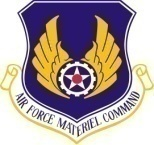 AIR FORCE MATERIEL COMMAND